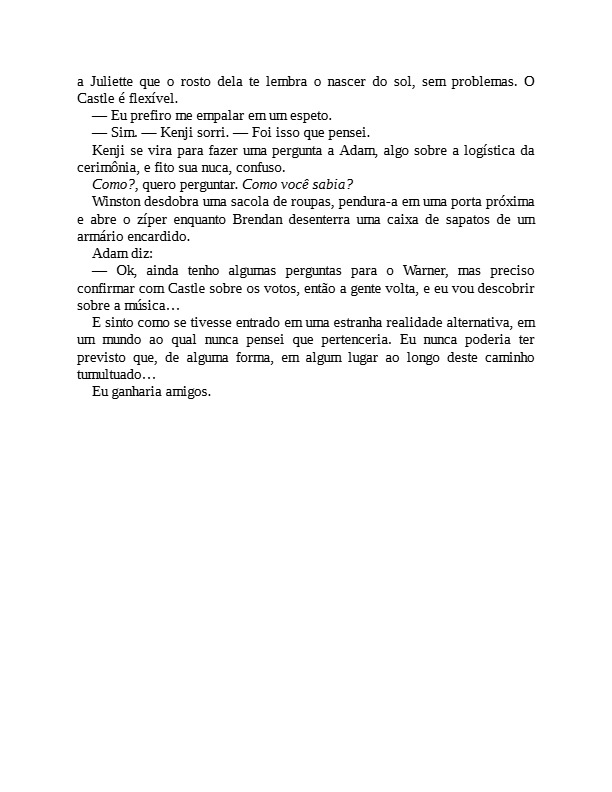 a Juliette que o rosto dela te lembra o nascer do sol, sem problemas. O
Castle é flexível.
— Eu prefiro me empalar em um espeto.
— Sim. — Kenji sorri. — Foi isso que pensei.
Kenji se vira para fazer uma pergunta a Adam, algo sobre a logística da
cerimônia, e fito sua nuca, confuso.
Como?, quero perguntar. Como você sabia?
Winston desdobra uma sacola de roupas, pendura-a em uma porta próxima
e abre o zíper enquanto Brendan desenterra uma caixa de sapatos de um
armário encardido.
Adam diz:
— Ok, ainda tenho algumas perguntas para o Warner, mas preciso
confirmar com Castle sobre os votos, então a gente volta, e eu vou descobrir
sobre a música…
E sinto como se tivesse entrado em uma estranha realidade alternativa, em
um mundo ao qual nunca pensei que pertenceria. Eu nunca poderia ter
previsto que, de alguma forma, em algum lugar ao longo deste caminho
tumultuado…
Eu ganharia amigos.